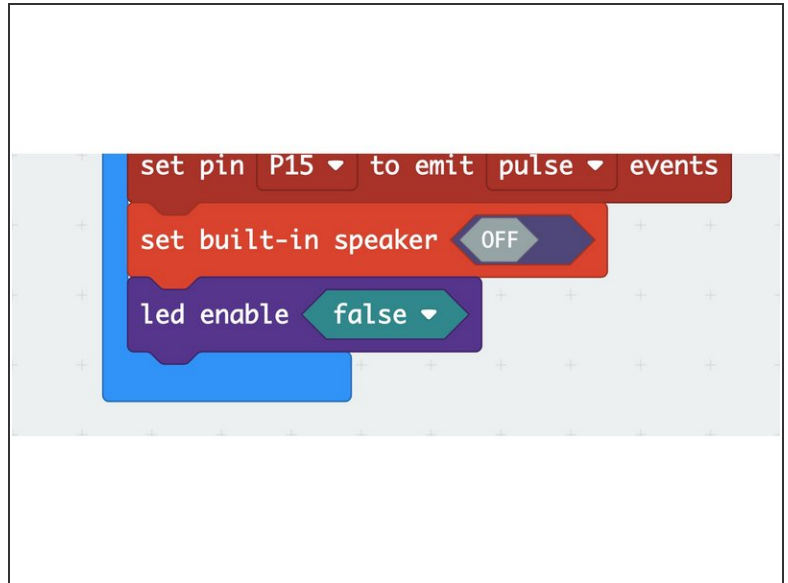 set pin P15 to emit pulse events
set built-in speaker OFF
led enable false